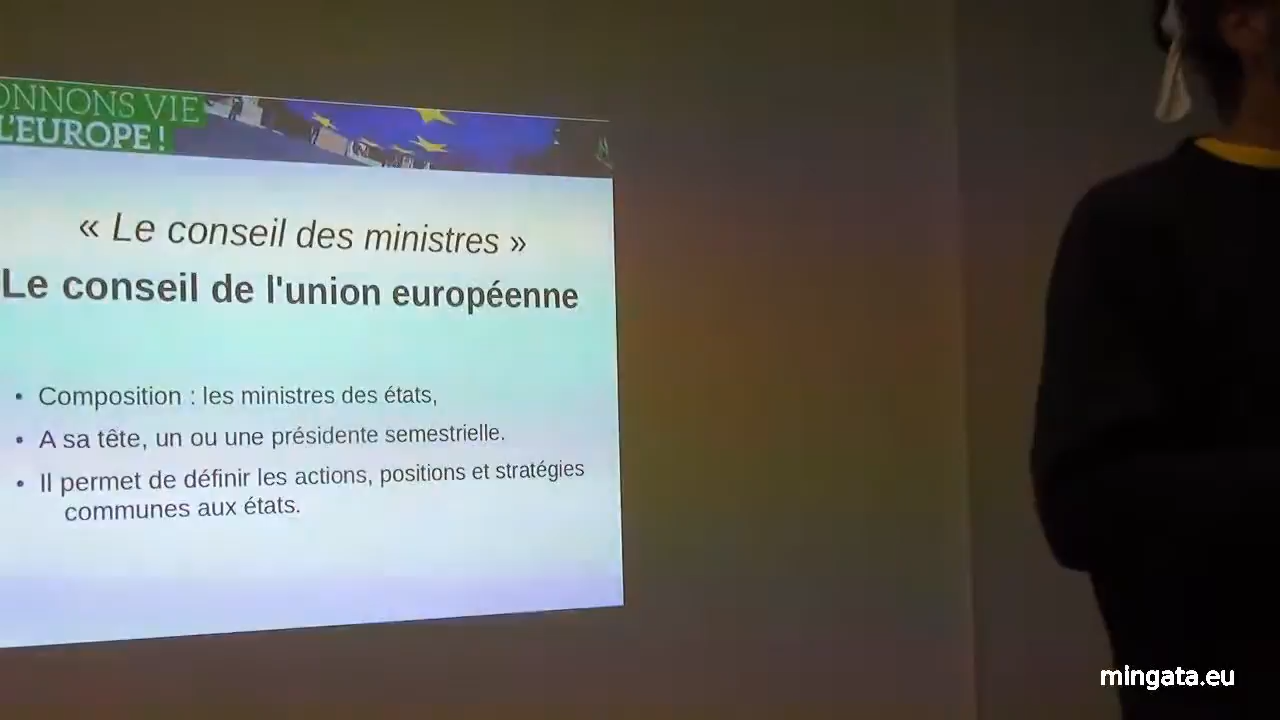 ONNONS VIE
L'EUROPE !
« Le conseil des ministres »
Le conseil de l'union européenne
• Composition : les ministres des états,
• A sa tête, un ou une présidente semestrielle.
• Il permet de définir les actions, positions et stratégies
communes aux états.
mingata.eu